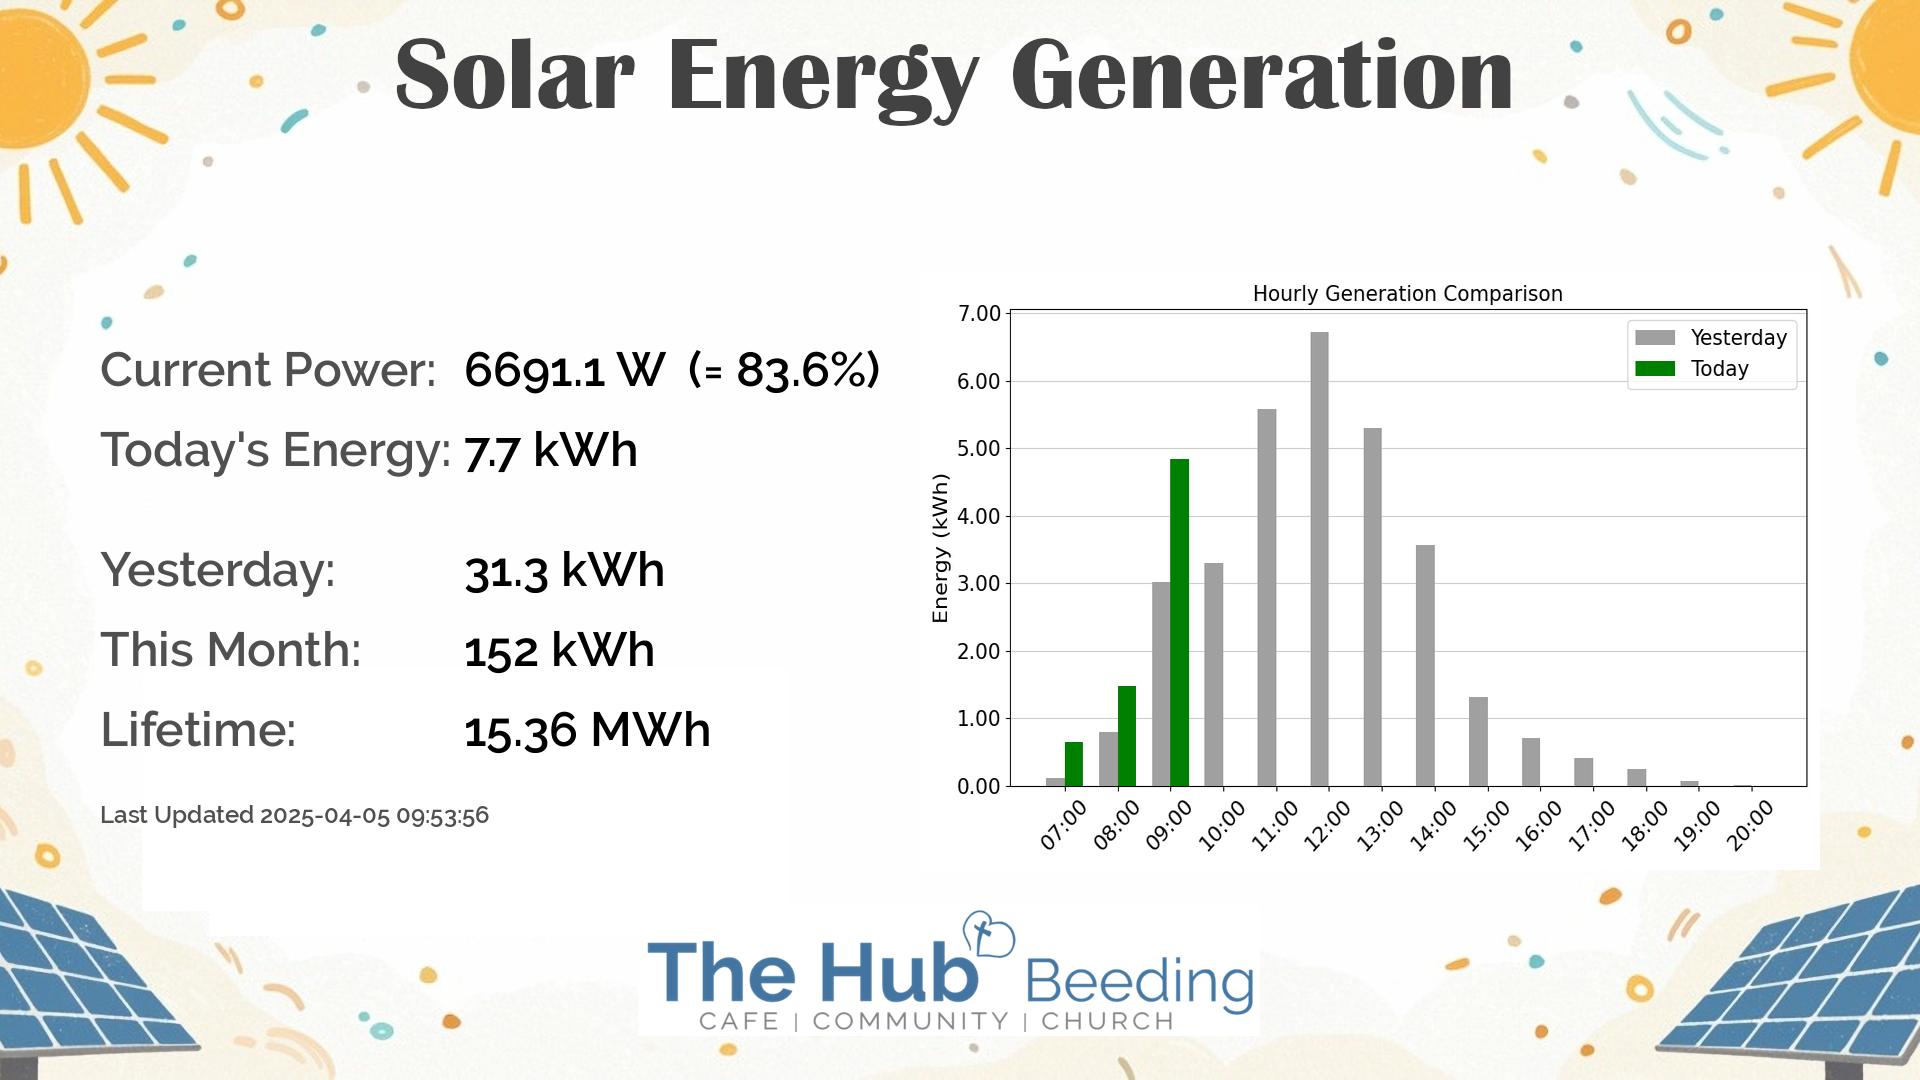 Solar Energy Generation
Current Power: 6691.1 W (= 83.6%)
Today's Energy: 7.7 kWh
Yesterday: 31.3 kWh
This Month: 152 kWh
Lifetime: 15.36 MWh
Last Updated 2025-04-05 09:53:56
Hourly Generation Comparison
Yesterday
Today
Energy (kWh)
7.00
6.00
5.00
4.00
3.00
2.00
1.00
0.00
07:00 08:00 09:00 10:00 11:00 12:00 13:00 14:00 15:00 16:00 17:00 18:00 19:00 20:00
The Hub Beeding
CAFE | COMMUNITY | CHURCH